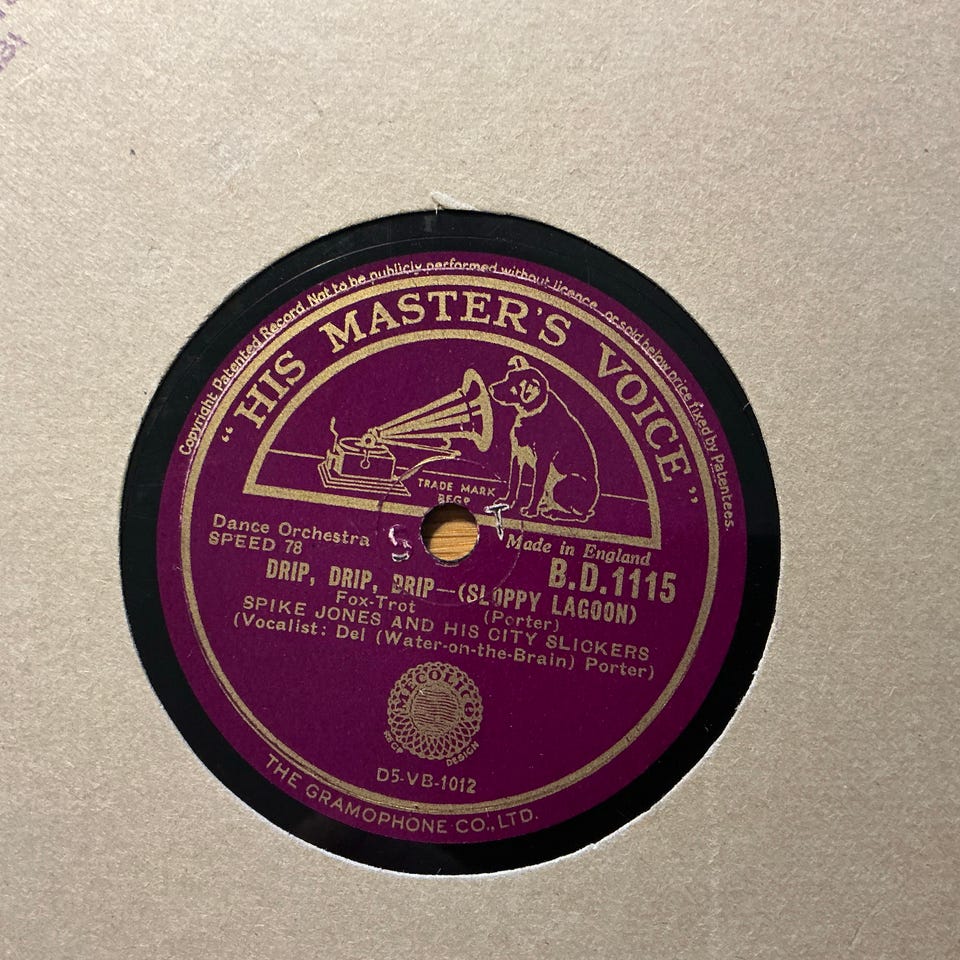 Copyright Patented Record. Not to be publicly performed without licence or sold below price fixed by Patentees.
"HIS MASTER'S VOICE"
TRADE MARK
REGD
S T
Dance Orchestra
Made in England
SPEED 78
B.D.1115
DRIP, DRIP, DRIP—(SLOPPY LAGOON)
Fox-Trot (Porter)
SPIKE JONES AND HIS CITY SLICKERS
(Vocalist: Del (Water-on-the-Brain) Porter)
MECOLICO
REGD DESIGN
D5-VB-1012
THE GRAMOPHONE CO., LTD.